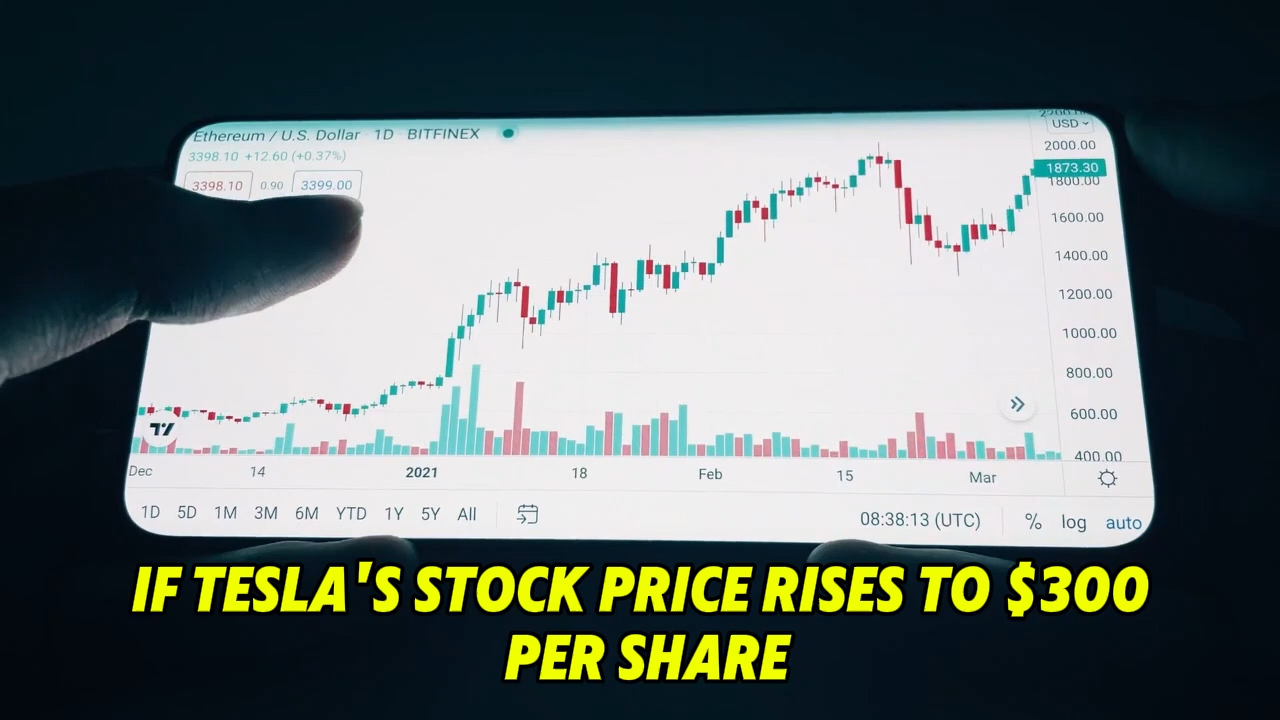 Ethereum / U.S. Dollar 1D BITFINEX
3398.10 +12.60 (+0.37%)
3398.10 0.90 3399.00
USD
2000.00
1873.30
1800.00
1600.00
1400.00
1200.00
1000.00
800.00
600.00
400.00
Dec 14 2021 18 Feb 15 Mar
1D 5D 1M 3M 6M YTD 1Y 5Y All 08:38:13 (UTC) % log auto
IF TESLA'S STOCK PRICE RISES TO $300
PER SHARE